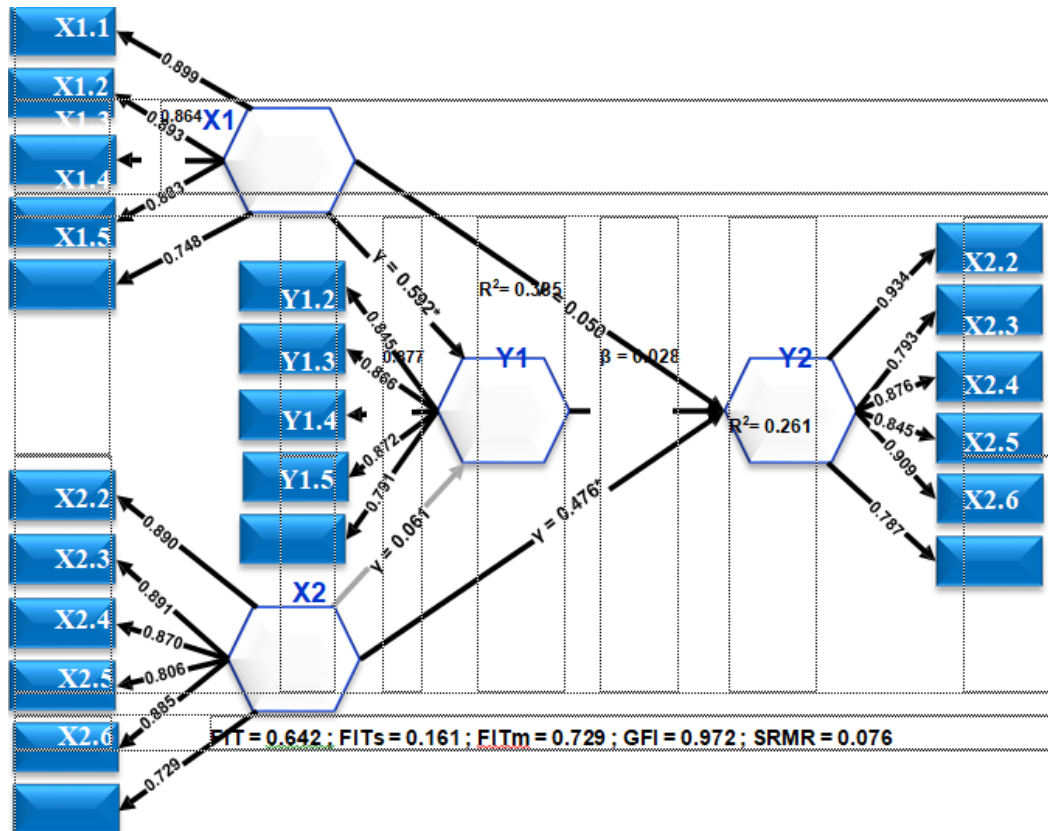 X1.1
0.899
X1.2
X1.3
0.864
X1
0.893
X1.4
0.883
X1.5
0.748
γ = 0.592*
R²= 0.385
= 0.050
Y1.2
0.845
Y1.3
0.866
0.877
Y1
β = 0.028
Y2
Y1.4
0.872
R²= 0.261
Y1.5
0.791
γ = 0.061
γ = 0.476*
0.934
X2.2
0.793
X2.3
0.876
X2.4
0.845
X2.5
0.909
X2.6
0.787
X2.2
0.890
X2.3
0.891
X2
X2.4
0.870
0.806
X2.5
0.885
X2.6
0.729
FIT = 0.642 ; FITs = 0.161 ; FITm = 0.729 ; GFI = 0.972 ; SRMR = 0.076